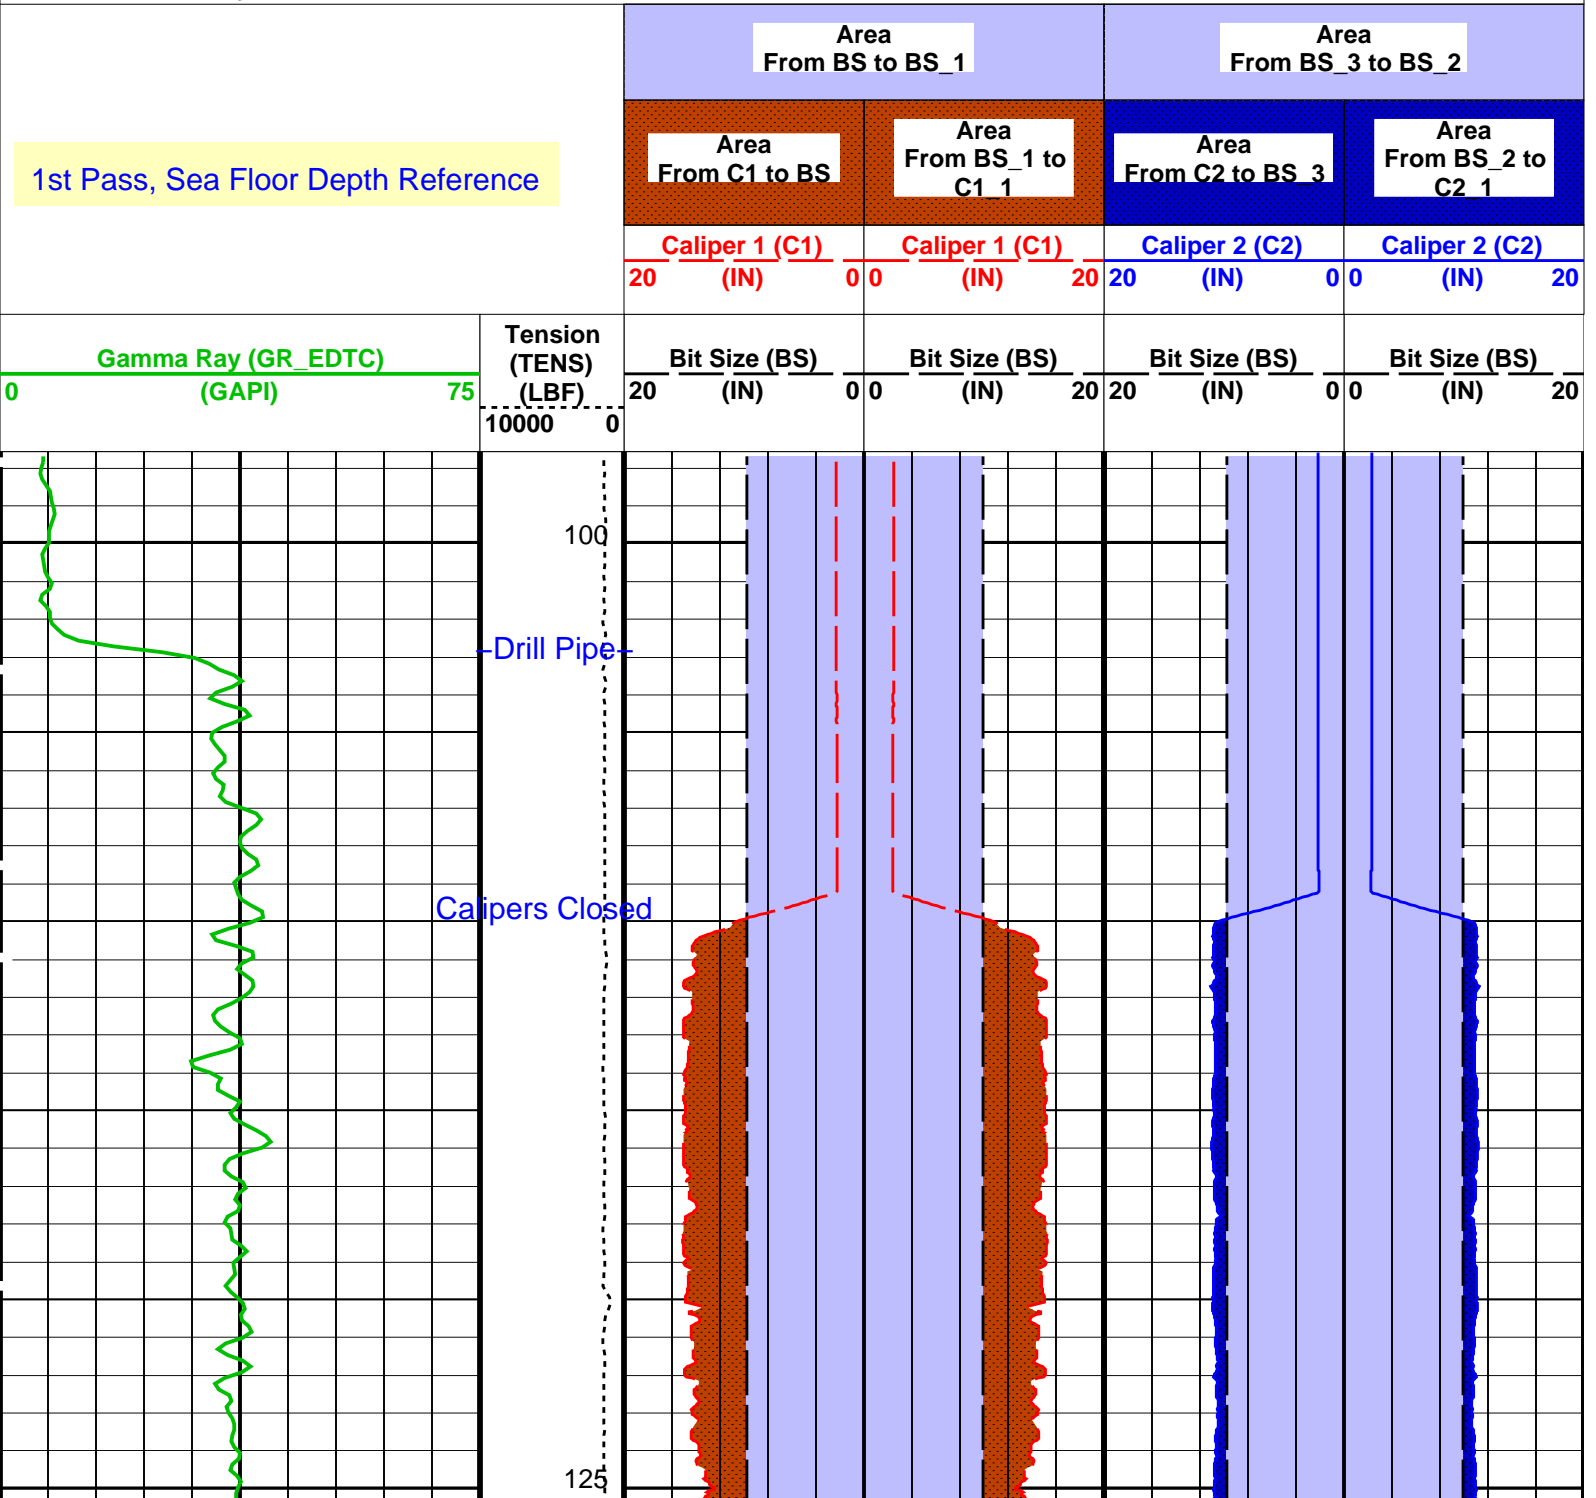 Area
From BS to BS_1
Area
From BS_3 to BS_2
1st Pass, Sea Floor Depth Reference
Area
From C1 to BS
Area
From BS_1 to
C1_1
Area
From C2 to BS_3
Area
From BS_2 to
C2_1
Caliper 1 (C1)
20 (IN) 0
Caliper 1 (C1)
0 (IN) 20
Caliper 2 (C2)
20 (IN) 0
Caliper 2 (C2)
0 (IN) 20
Gamma Ray (GR_EDTC)
0 (GAPI) 75
Tension
(TENS)
(LBF)
10000 0
Bit Size (BS)
20 (IN) 0
Bit Size (BS)
0 (IN) 20
Bit Size (BS)
20 (IN) 0
Bit Size (BS)
0 (IN) 20
100
Drill Pipe
Calipers Closed
125